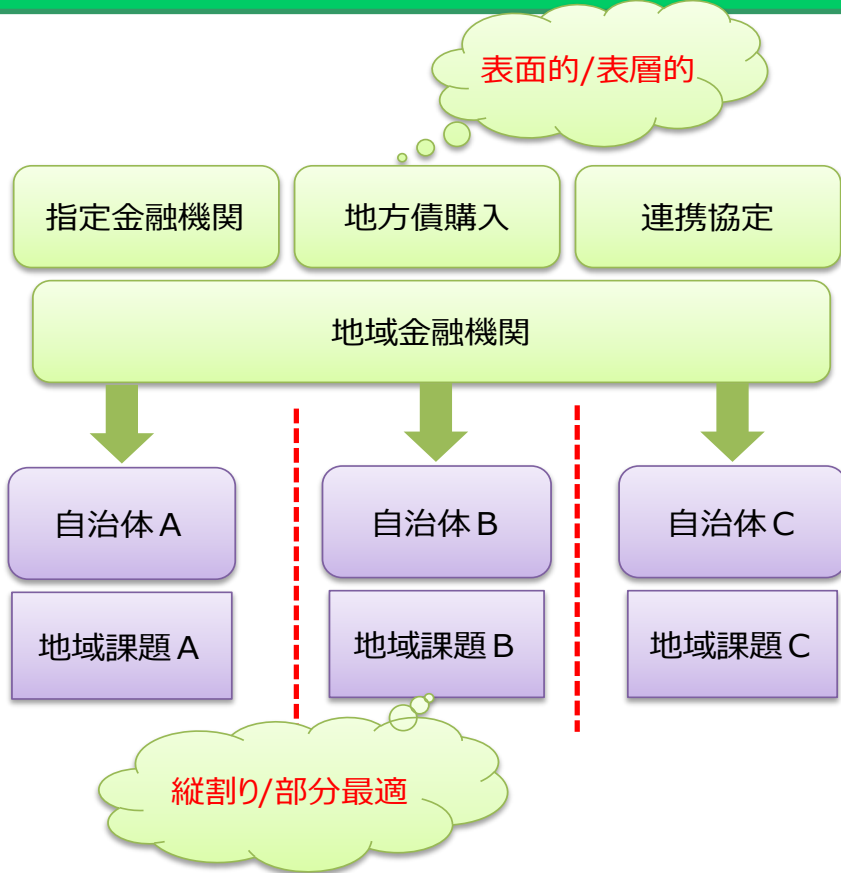 表面的/表層的
指定金融機関
地方債購入
連携協定
地域金融機関
自治体A
自治体B
自治体C
地域課題A
地域課題B
地域課題C
縦割り/部分最適